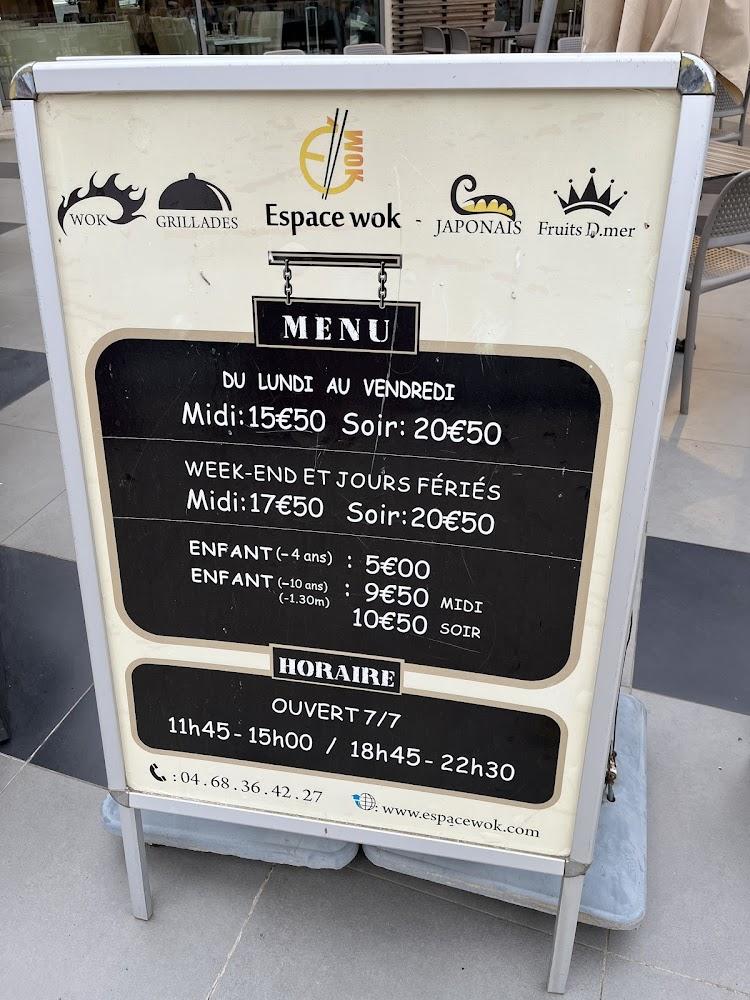 WOK
WOK
GRILLADES
Espace wok
JAPONAIS
Fruits D.mer
MENU
DU LUNDI AU VENDREDI
Midi: 15€50 Soir: 20€50
WEEK-END ET JOURS FÉRIÉS
Midi: 17€50 Soir: 20€50
ENFANT (-4 ans) : 5€00
ENFANT (-10 ans) : 9€50 MIDI
(-1.30m)
10€50 SOIR
HORAIRE
OUVERT 7/7
11h45 - 15h00 / 18h45 - 22h30
: 04.68.36.42.27
: www.espacewok.com